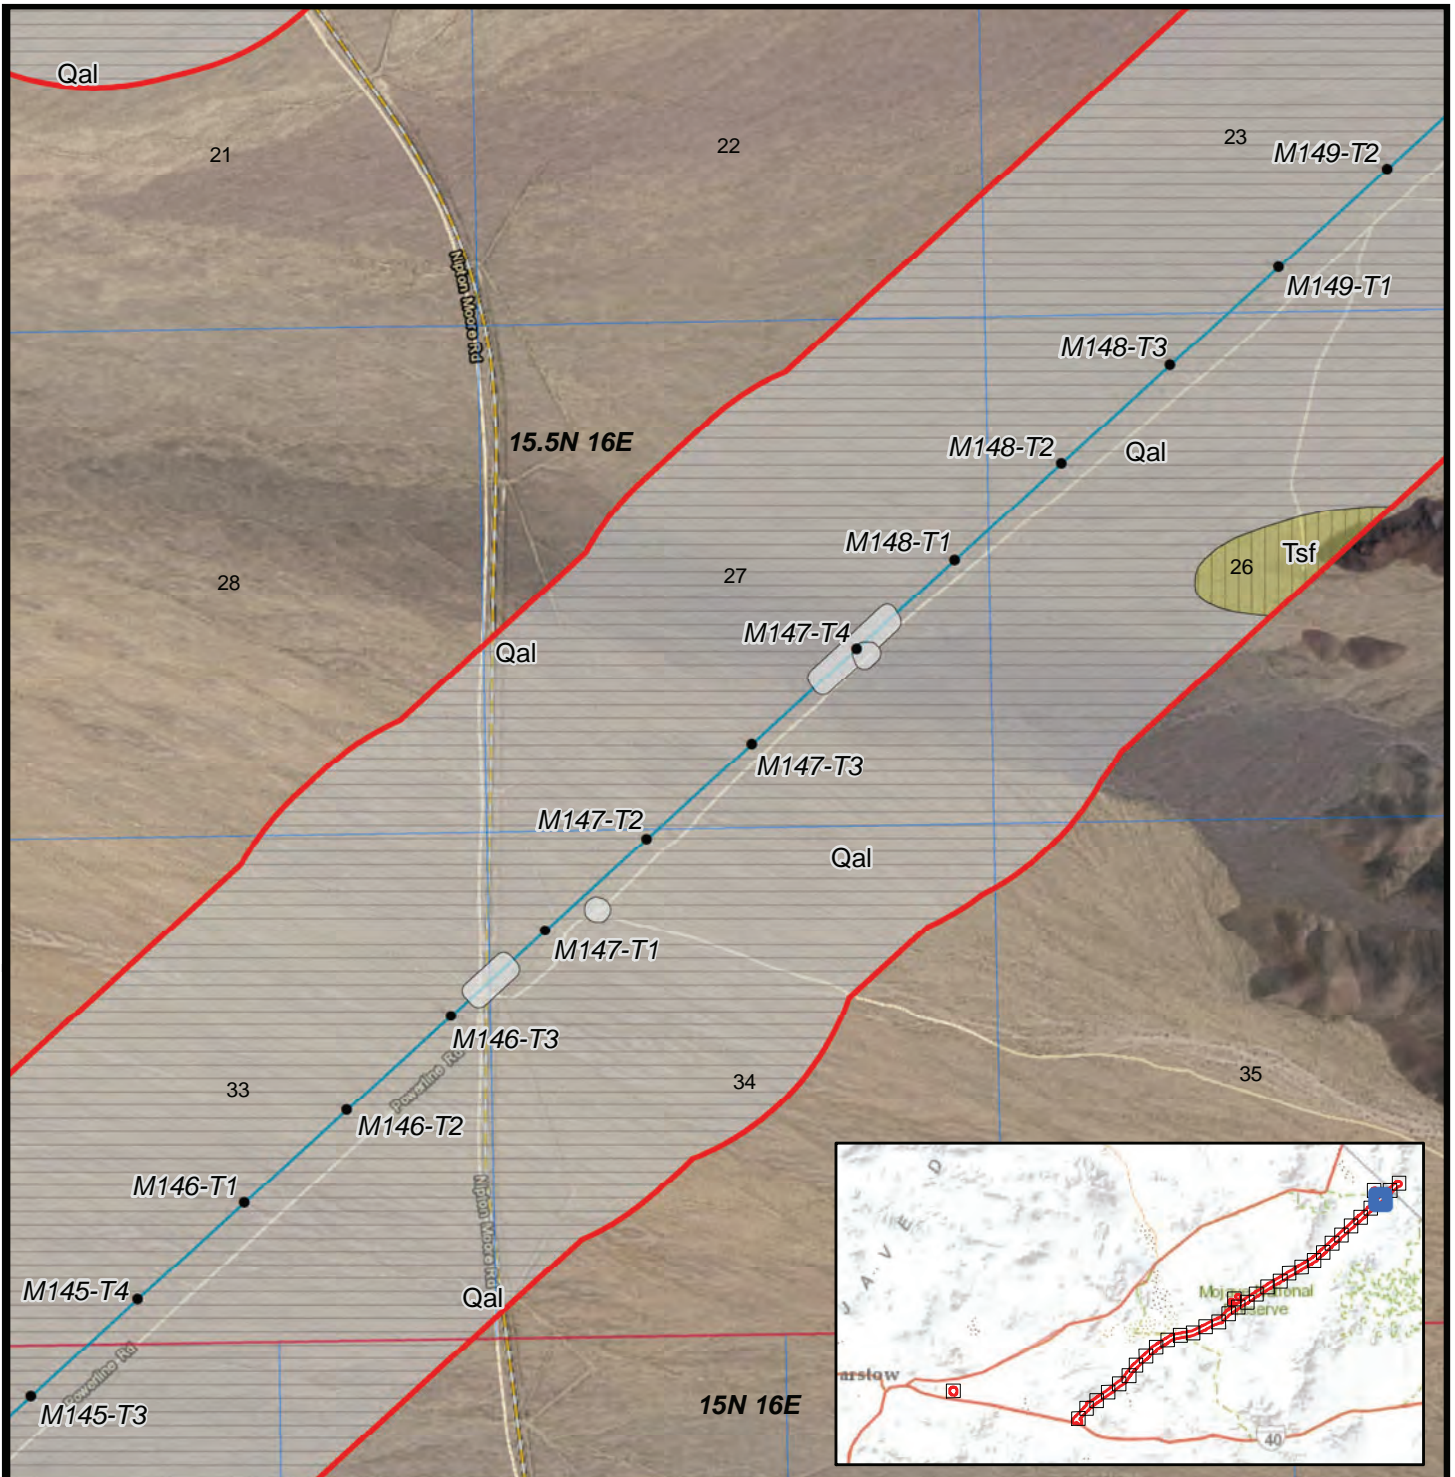 Qal
21
22
23
M149-T2
Nipton Moore Rd
M149-T1
M148-T3
15.5N 16E
M148-T2
Qal
M148-T1
Tsf
26
28
27
M147-T4
Qal
M147-T3
M147-T2
Qal
M147-T1
M146-T3
Powerline Rd
33
34
35
M146-T2
M146-T1
Nipton Moore Rd
M145-T4
Qal
Powerline Rd
M145-T3
15N 16E
J A V E D
arstow
40